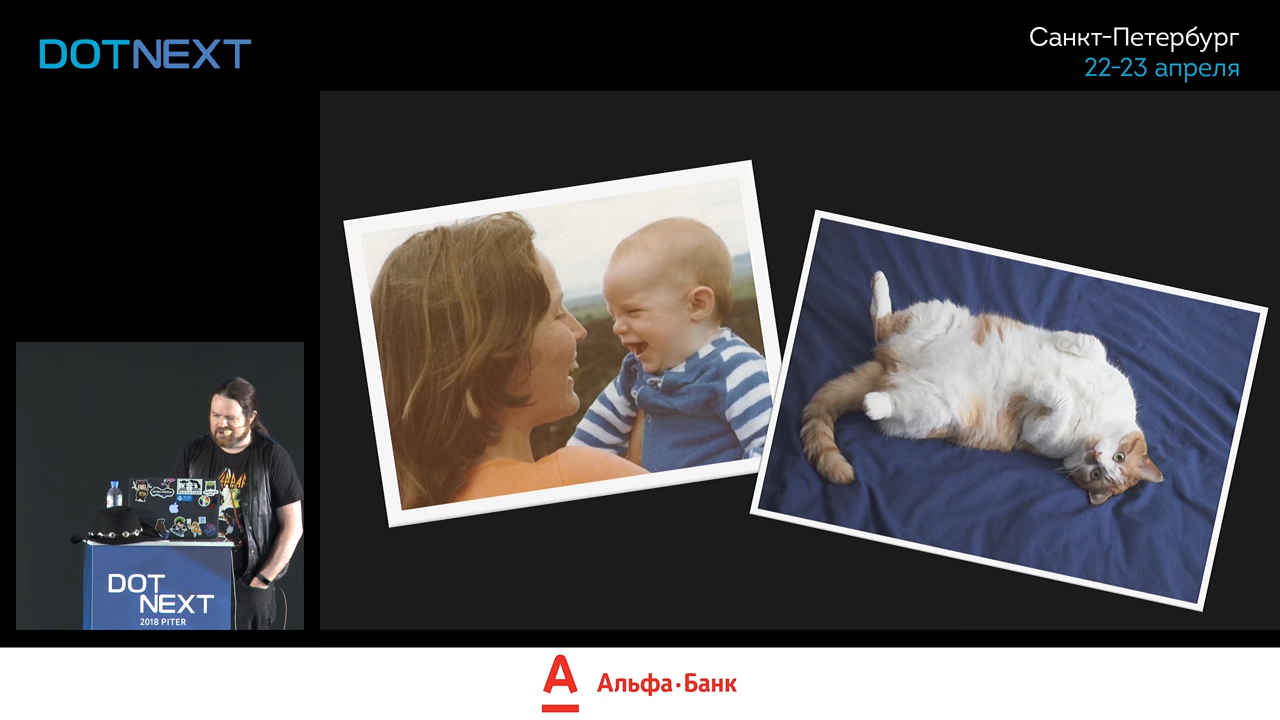 DOTNEXT
Санкт-Петербург
22-23 апреля
DOT
NEXT
2018 PITER
Альфа·Банк